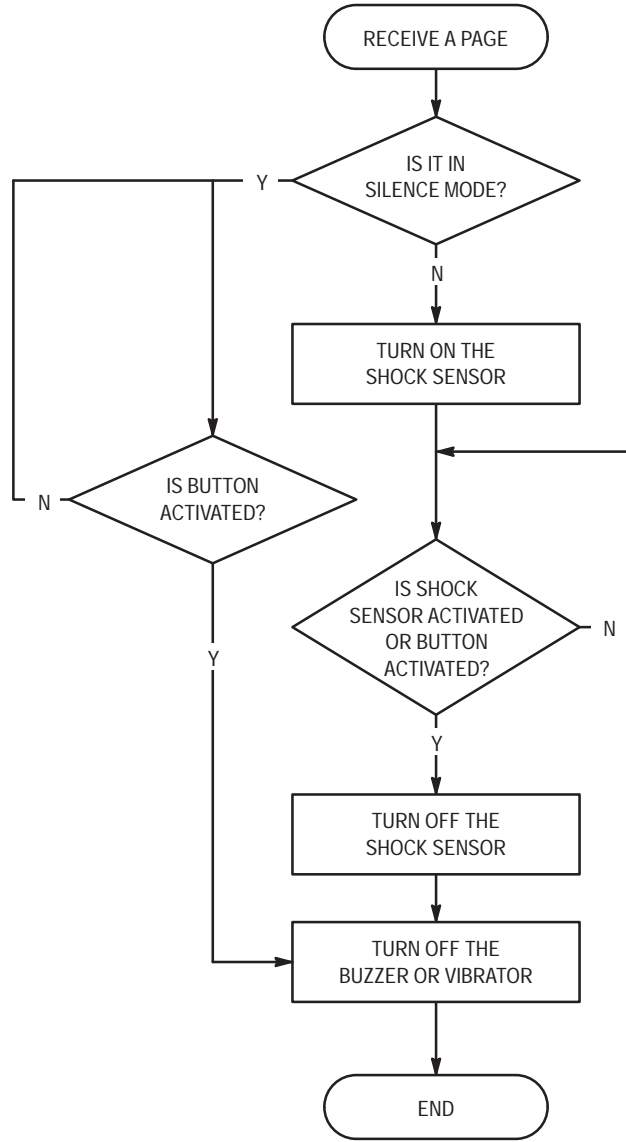 RECEIVE A PAGE
IS IT IN
SILENCE MODE?
Y
N
TURN ON THE
SHOCK SENSOR
IS BUTTON
ACTIVATED?
N
Y
IS SHOCK
SENSOR ACTIVATED
OR BUTTON
ACTIVATED?
N
Y
TURN OFF THE
SHOCK SENSOR
TURN OFF THE
BUZZER OR VIBRATOR
END